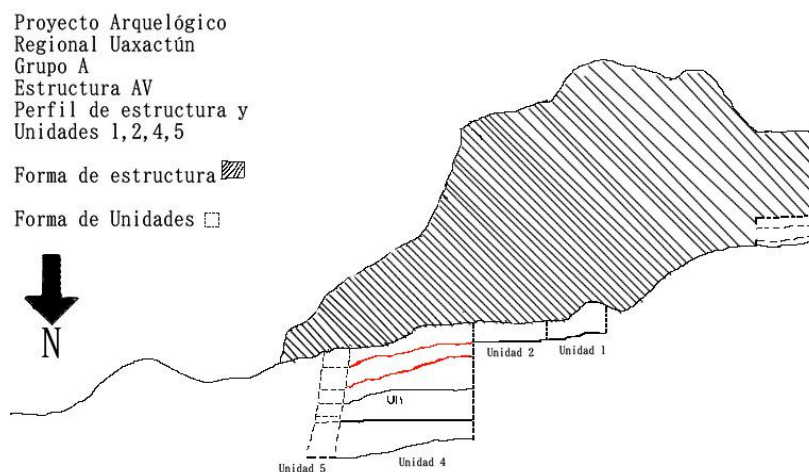 Proyecto Arquelógico
Regional Uaxactún
Grupo A
Estructura AV
Perfil de estructura y
Unidades 1,2,4,5
Forma de estructura
Forma de Unidades
N
Unidad 2
Unidad 1
Unidad 5
Unidad 4